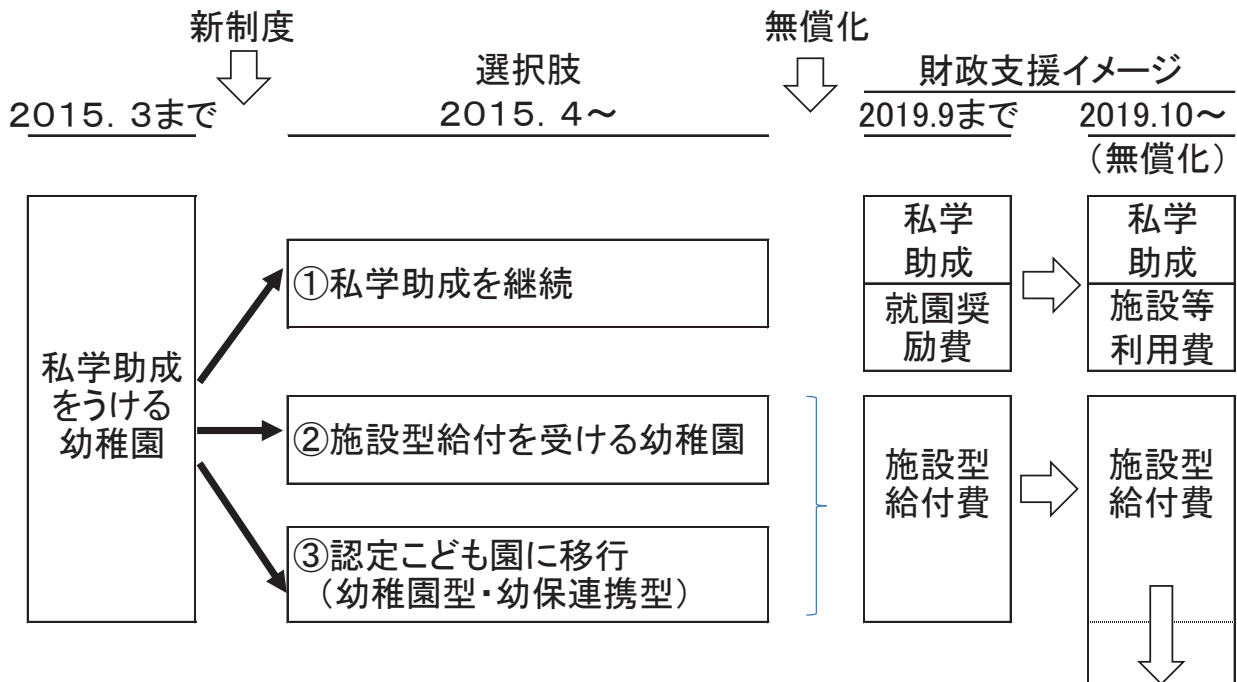 新制度
無償化
選択肢
財政支援イメージ
2015. 3まで
2015. 4～
2019.9まで
2019.10～
（無償化）
私学助成
をうける
幼稚園
①私学助成を継続
②施設型給付を受ける幼稚園
③認定こども園に移行
（幼稚園型・幼保連携型）
私学
助成
就園奨
励費
私学
助成
施設等
利用費
施設型
給付費
施設型
給付費